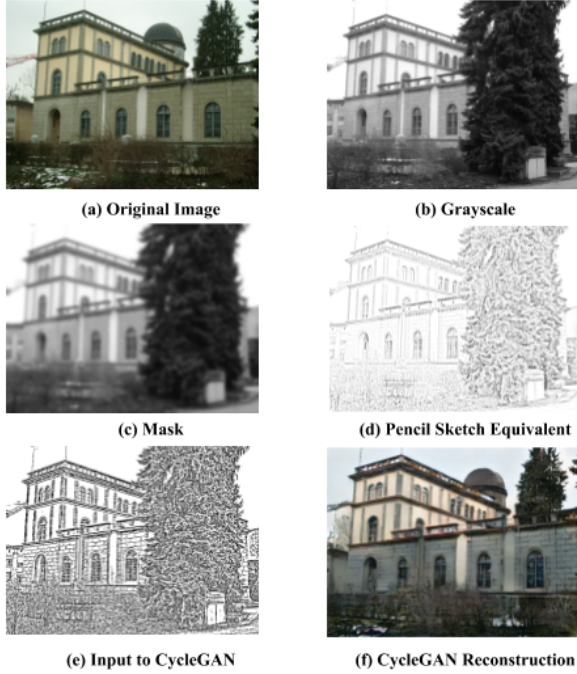 (a) Original Image
(b) Grayscale
(c) Mask
(d) Pencil Sketch Equivalent
(e) Input to CycleGAN
(f) CycleGAN Reconstruction